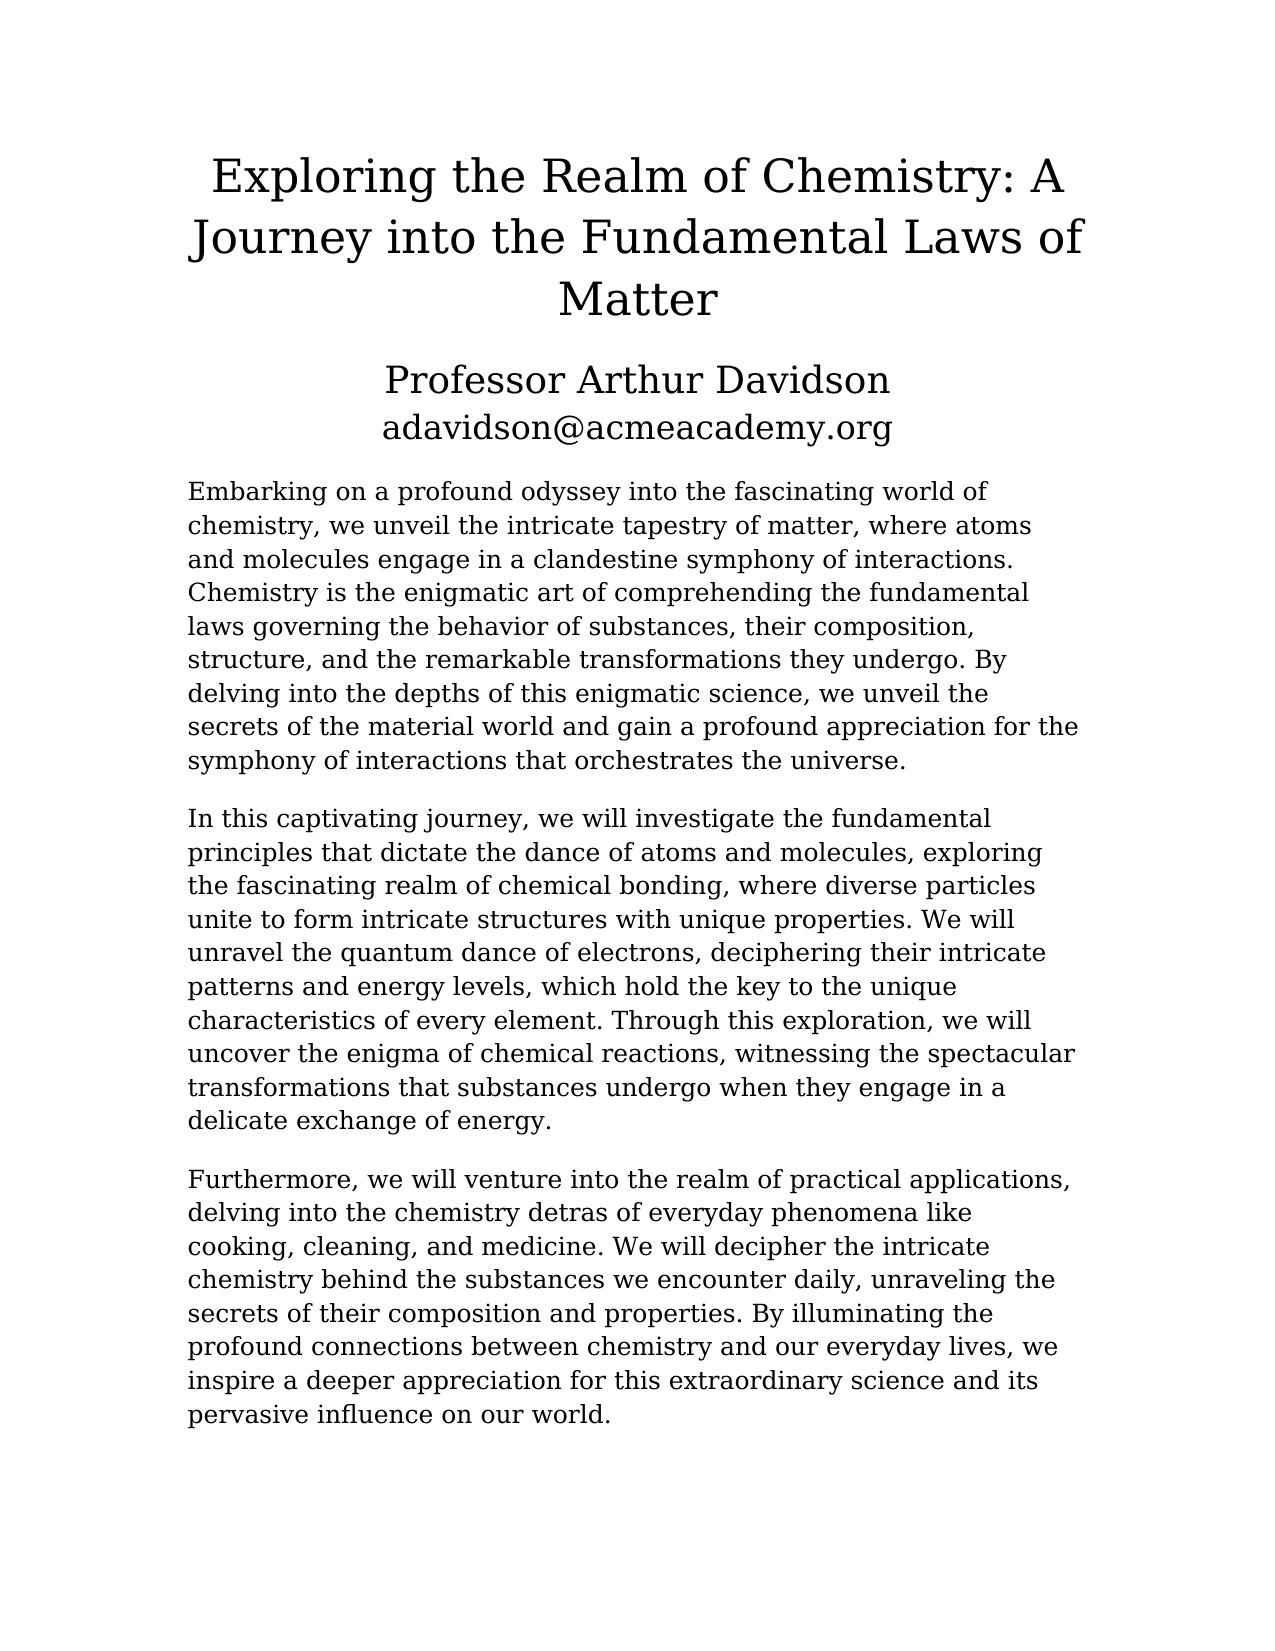 Exploring the Realm of Chemistry: A
Journey into the Fundamental Laws of
Matter
Professor Arthur Davidson
adavidson@acmeacademy.org
Embarking on a profound odyssey into the fascinating world of
chemistry, we unveil the intricate tapestry of matter, where atoms
and molecules engage in a clandestine symphony of interactions.
Chemistry is the enigmatic art of comprehending the fundamental
laws governing the behavior of substances, their composition,
structure, and the remarkable transformations they undergo. By
delving into the depths of this enigmatic science, we unveil the
secrets of the material world and gain a profound appreciation for the
symphony of interactions that orchestrates the universe.
In this captivating journey, we will investigate the fundamental
principles that dictate the dance of atoms and molecules, exploring
the fascinating realm of chemical bonding, where diverse particles
unite to form intricate structures with unique properties. We will
unravel the quantum dance of electrons, deciphering their intricate
patterns and energy levels, which hold the key to the unique
characteristics of every element. Through this exploration, we will
uncover the enigma of chemical reactions, witnessing the spectacular
transformations that substances undergo when they engage in a
delicate exchange of energy.
Furthermore, we will venture into the realm of practical applications,
delving into the chemistry detras of everyday phenomena like
cooking, cleaning, and medicine. We will decipher the intricate
chemistry behind the substances we encounter daily, unraveling the
secrets of their composition and properties. By illuminating the
profound connections between chemistry and our everyday lives, we
inspire a deeper appreciation for this extraordinary science and its
pervasive influence on our world.